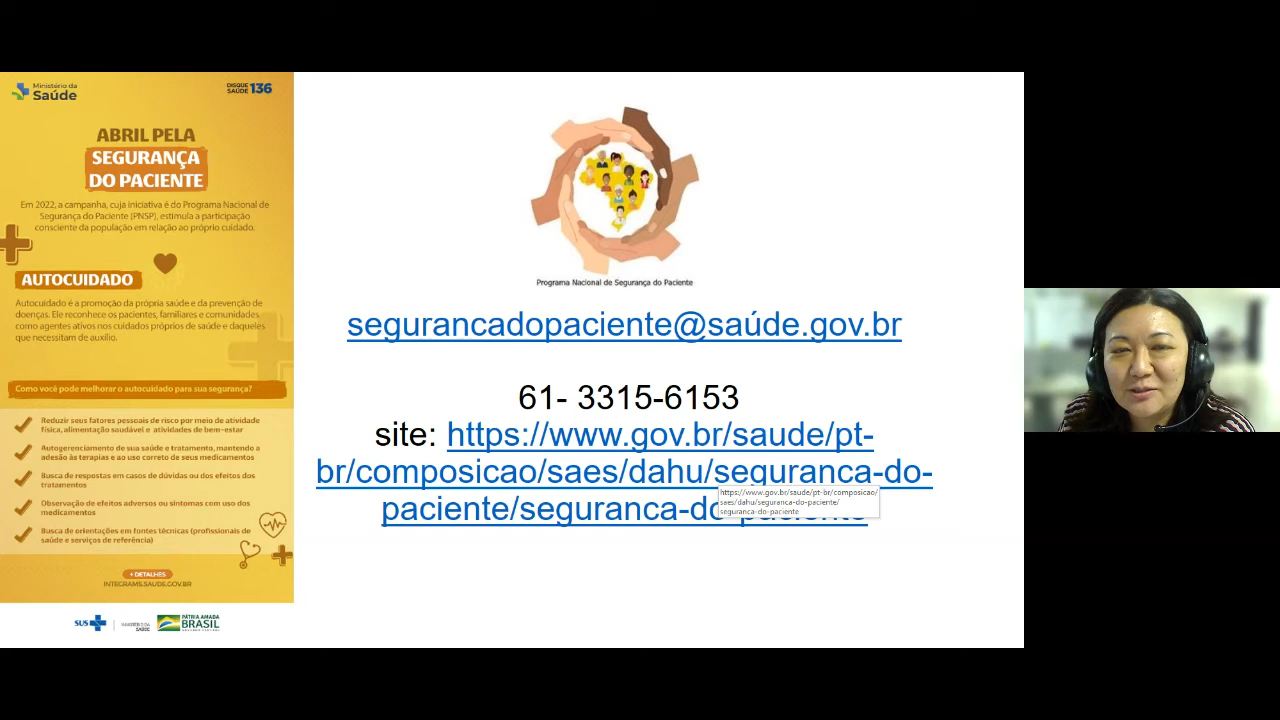 Ministério da
Saúde
DISQUE
SAÚDE 136
ABRIL PELA
SEGURANÇA
DO PACIENTE
Em 2022, a campanha, cuja iniciativa é do Programa Nacional de
Segurança do Paciente (PNSP), estimula a participação
consciente da população em relação ao próprio cuidado.
AUTOCUIDADO
Autocuidado é a promoção da própria saúde e da prevenção de
doenças. Ele reconhece os pacientes, familiares e comunidades
como agentes ativos nos cuidados próprios de saúde e daqueles
que necessitam de auxílio.
Como você pode melhorar o autocuidado para sua segurança?
Reduzir seus fatores pessoais de risco por meio de atividade
física, alimentação saudável e atividades de bem-estar
Autogerenciamento de sua saúde e tratamento, mantendo a
adesão às terapias e ao uso correto de seus medicamentos
Busca de respostas em casos de dúvidas ou dos efeitos dos
tratamentos
Observação de efeitos adversos ou sintomas com uso dos
medicamentos
Busca de orientações em fontes técnicas (profissionais de
saúde e serviços de referência)
+ DETALHES
INTEGRAMS.SAUDE.GOV.BR
SUS
MINISTÉRIO DA
SAÚDE
PÁTRIA AMADA
BRASIL
Programa Nacional de Segurança do Paciente
segurancadopaciente@saúde.gov.br
61- 3315-6153
site: https://www.gov.br/saude/pt-
br/composicao/saes/dahu/seguranca-do-
paciente/seguranca-do-paciente
https://www.gov.br/saude/pt-br/composicao/
saes/dahu/seguranca-do-paciente/
seguranca-do-paciente